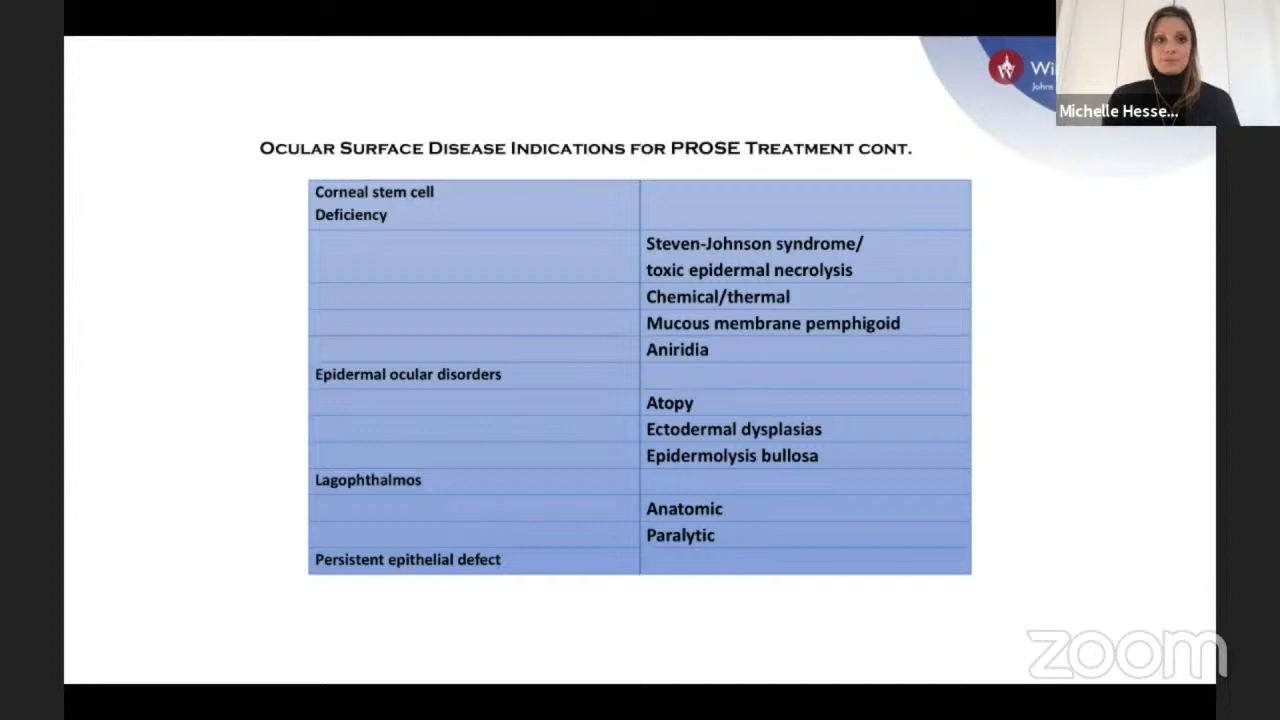 Wi
Johns
Michelle Hesse...
OCULAR SURFACE DISEASE INDICATIONS FOR PROSE TREATMENT CONT.
Corneal stem cell
Deficiency
Steven-Johnson syndrome/
toxic epidermal necrolysis
Chemical/thermal
Mucous membrane pemphigoid
Aniridia
Epidermal ocular disorders
Atopy
Ectodermal dysplasias
Epidermolysis bullosa
Lagophthalmos
Anatomic
Paralytic
Persistent epithelial defect
zoom